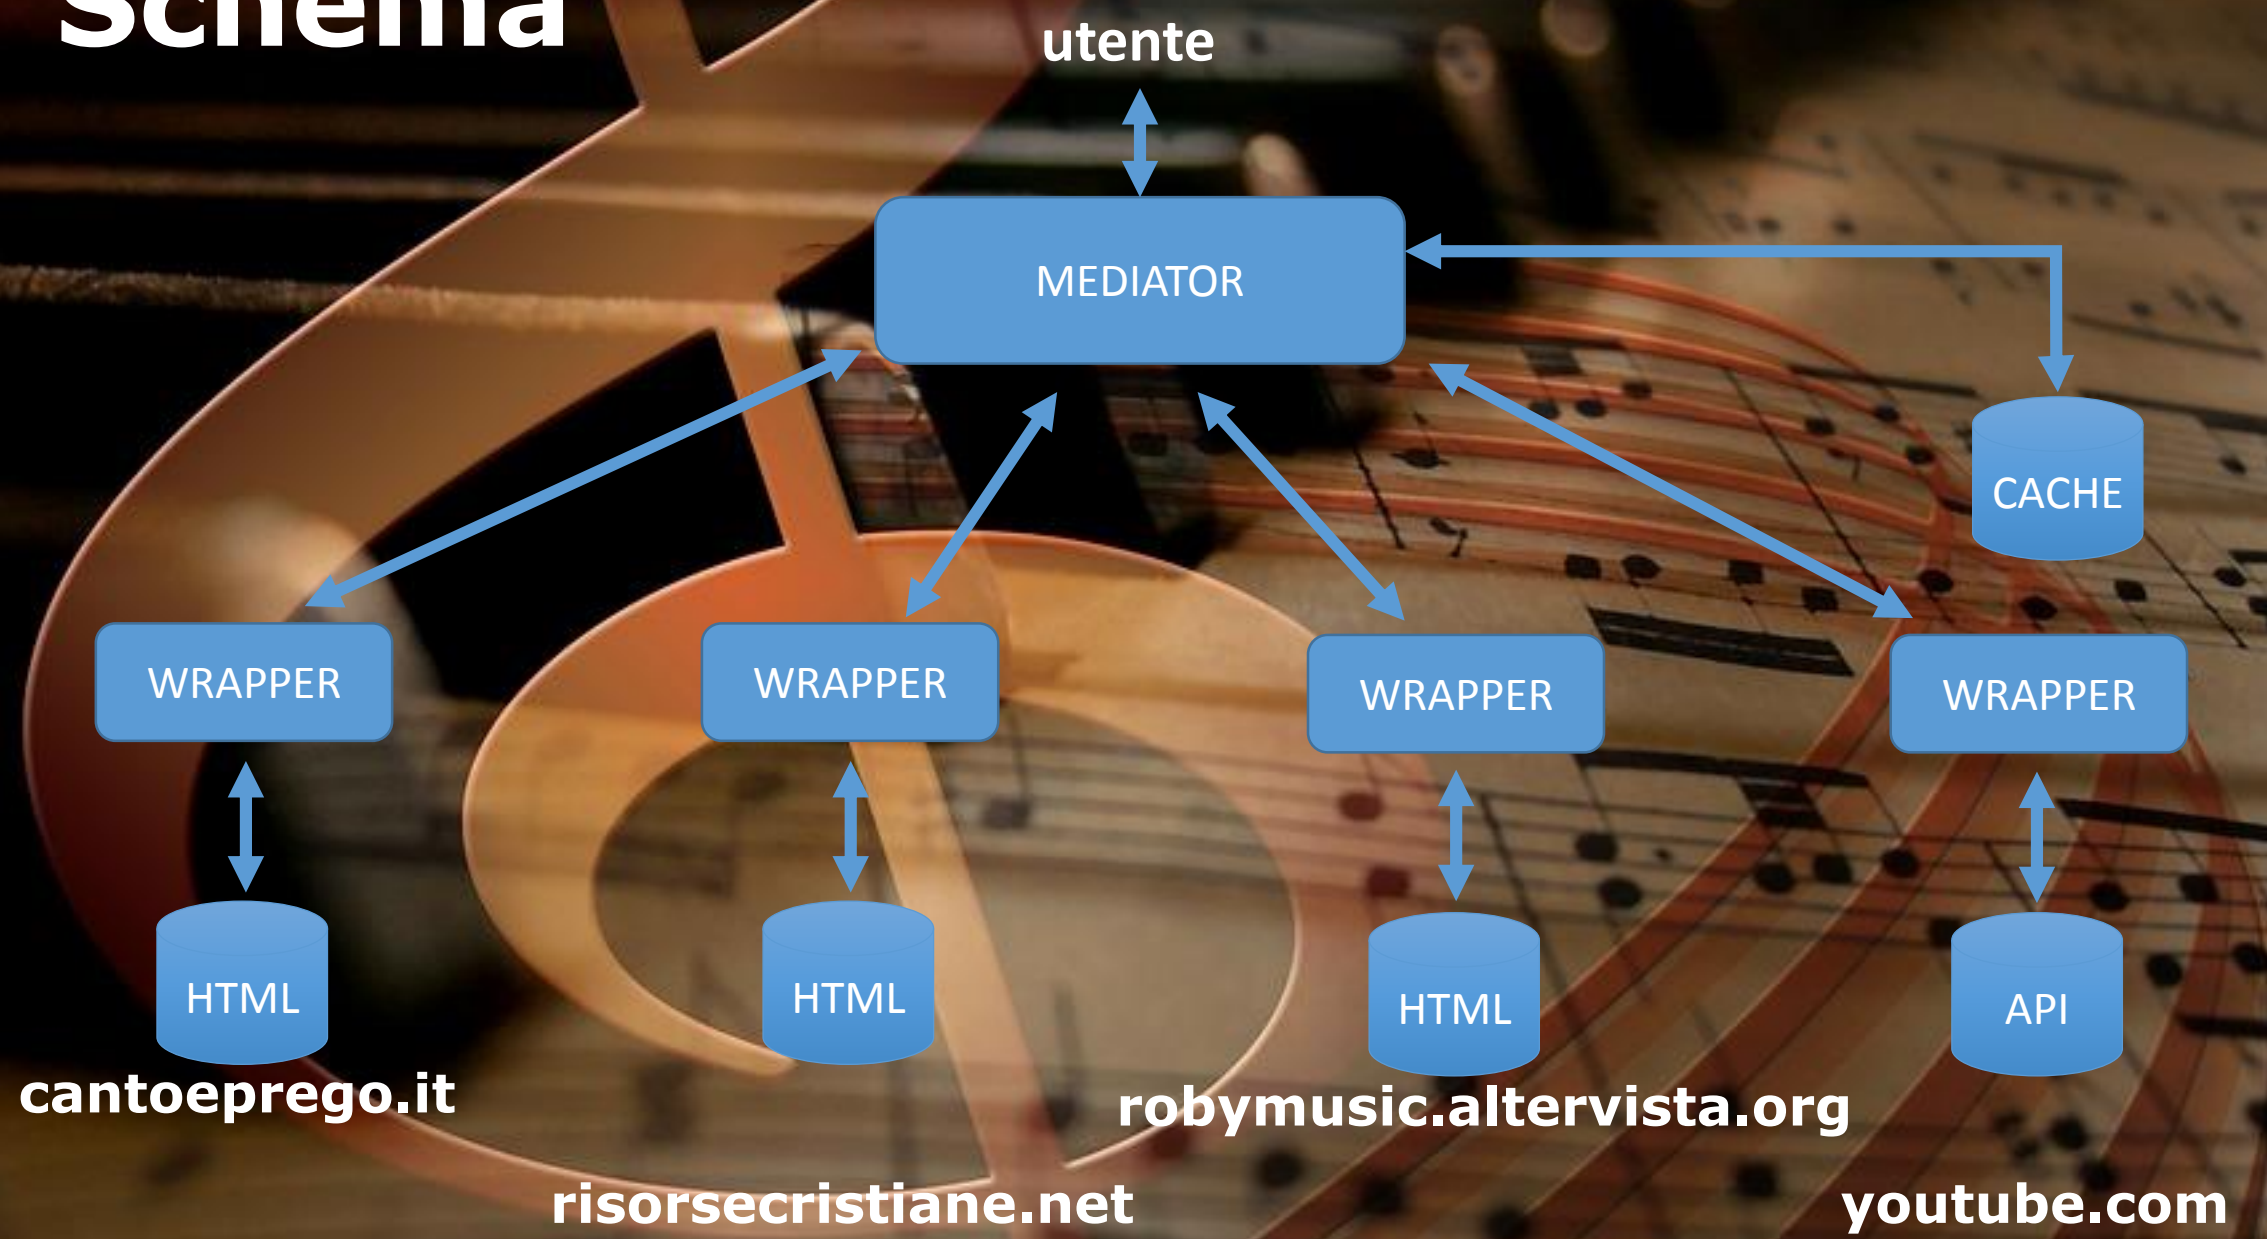 Schema
utente
MEDIATOR
CACHE
WRAPPER
WRAPPER
WRAPPER
WRAPPER
HTML
HTML
HTML
API
cantoeprego.it
robymusic.altervista.org
risorsecristiane.net
youtube.com